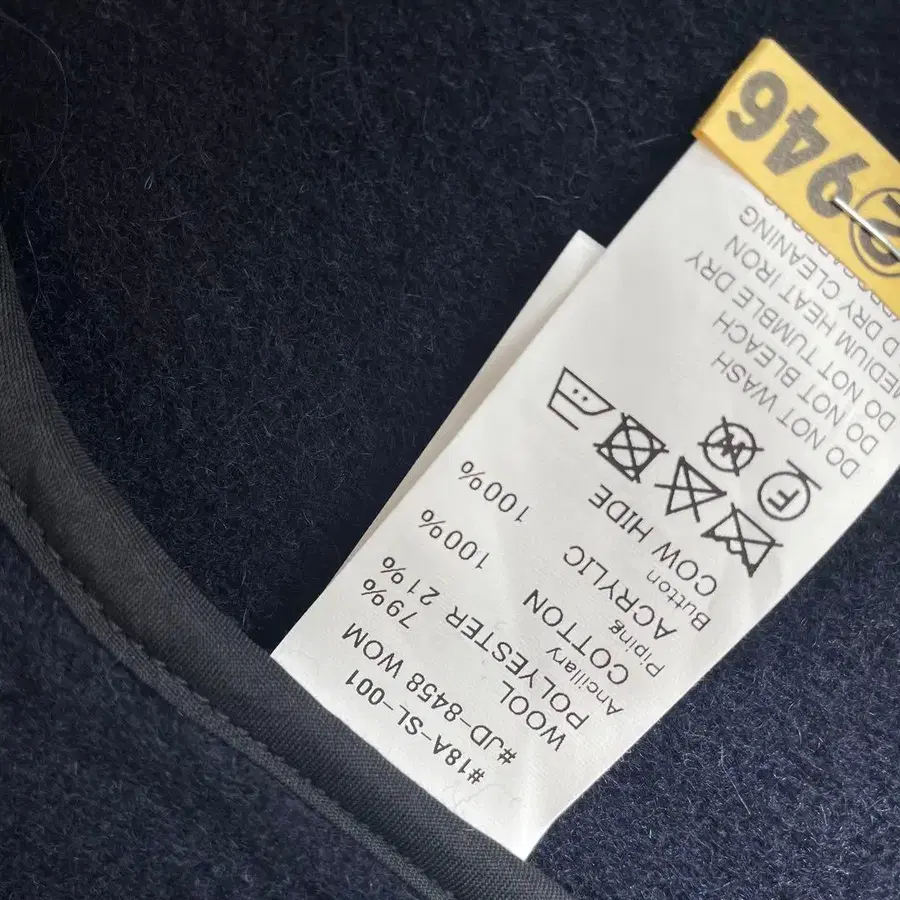 #18A-SL-001
#JD-8458 WOM
WOOL 79%
POLYESTER 21%
Ancillary
COTTON 100%
Piping
ACRYLIC 100%
Button
COW HIDE
W
F
DO NOT WASH
DO NOT BLEACH
DO NOT TUMBLE DRY
MEDIUM HEAT IRON
DRY CLEANING
②946